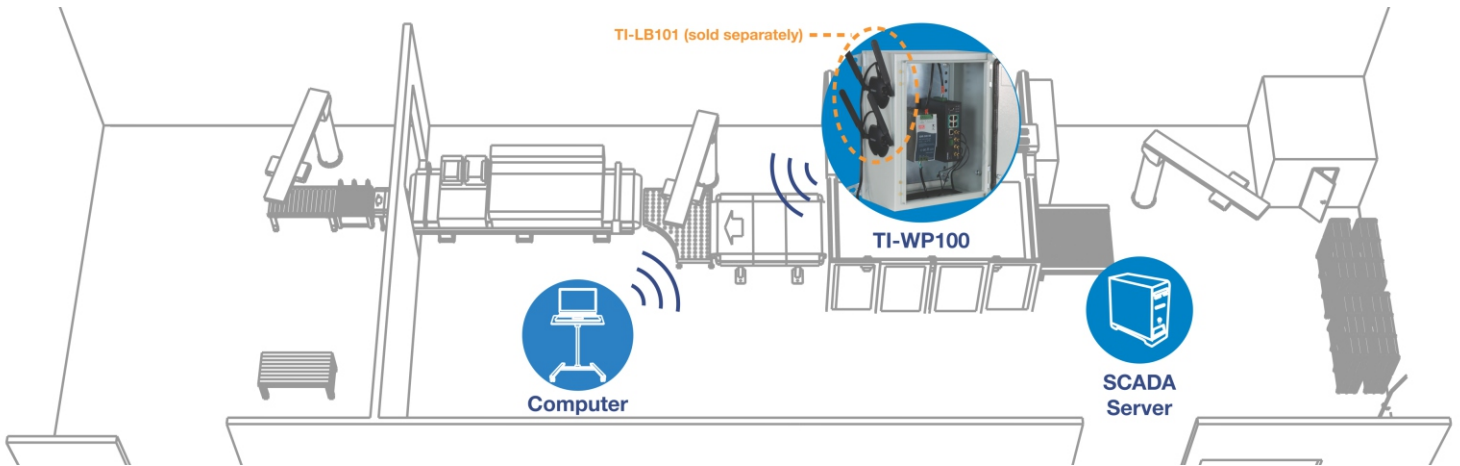 TI-LB101 (sold separately)
TI-WP100
Computer
SCADA
Server